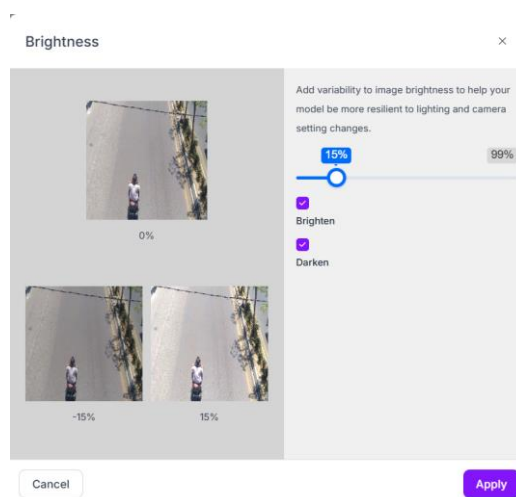 Brightness
0%
-15%
15%
Add variability to image brightness to help your
model be more resilient to lighting and camera
setting changes.
15%
99%
Brighten
Darken
Cancel
Apply